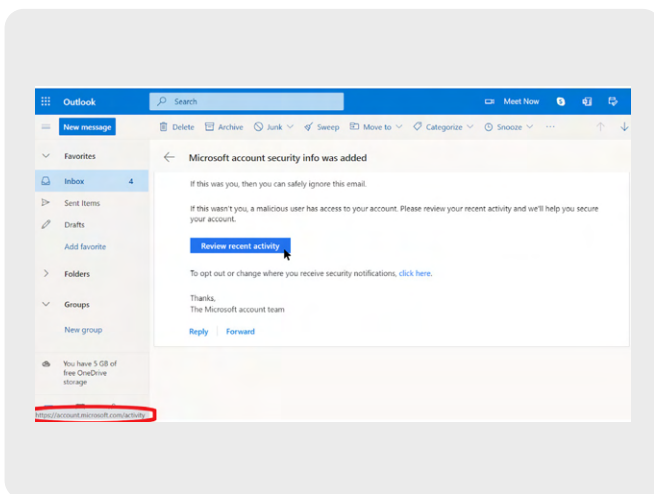 Outlook
Search
Meet Now
New message
Delete Archive Junk Sweep Move to Categorize Snooze ...
Favorites
Inbox 4
Sent Items
Drafts
Add favorite
Folders
Groups
New group
You have 5 GB of
free OneDrive
storage
https://account.microsoft.com/activity
Microsoft account security info was added
If this was you, then you can safely ignore this email.
If this wasn't you, a malicious user has access to your account. Please review your recent activity and we'll help you secure
your account.
Review recent activity
To opt out or change where you receive security notifications, click here.
Thanks,
The Microsoft account team
Reply Forward